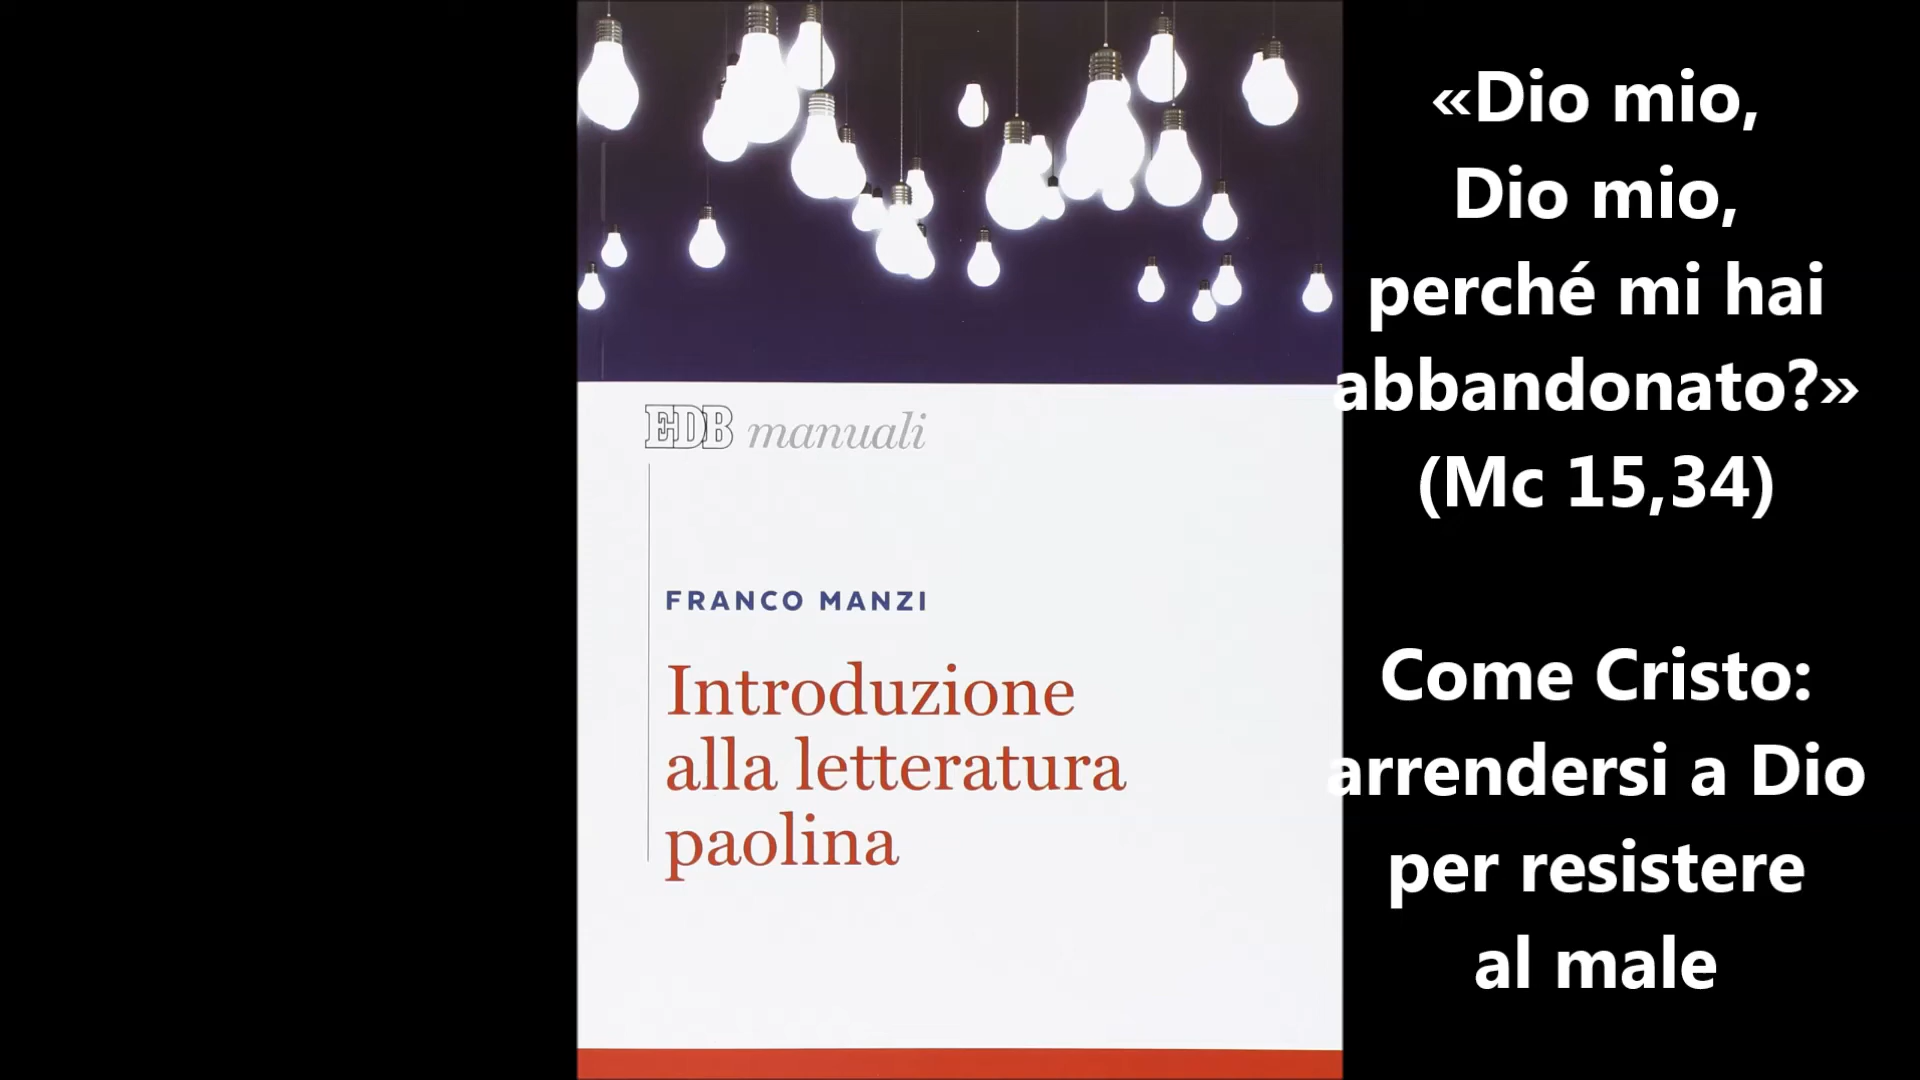 EDB manuali
FRANCO MANZI
Introduzione
alla letteratura
paolina
«Dio mio,
Dio mio,
perché mi hai
abbandonato?»
(Mc 15,34)
Come Cristo:
arrendersi a Dio
per resistere
al male